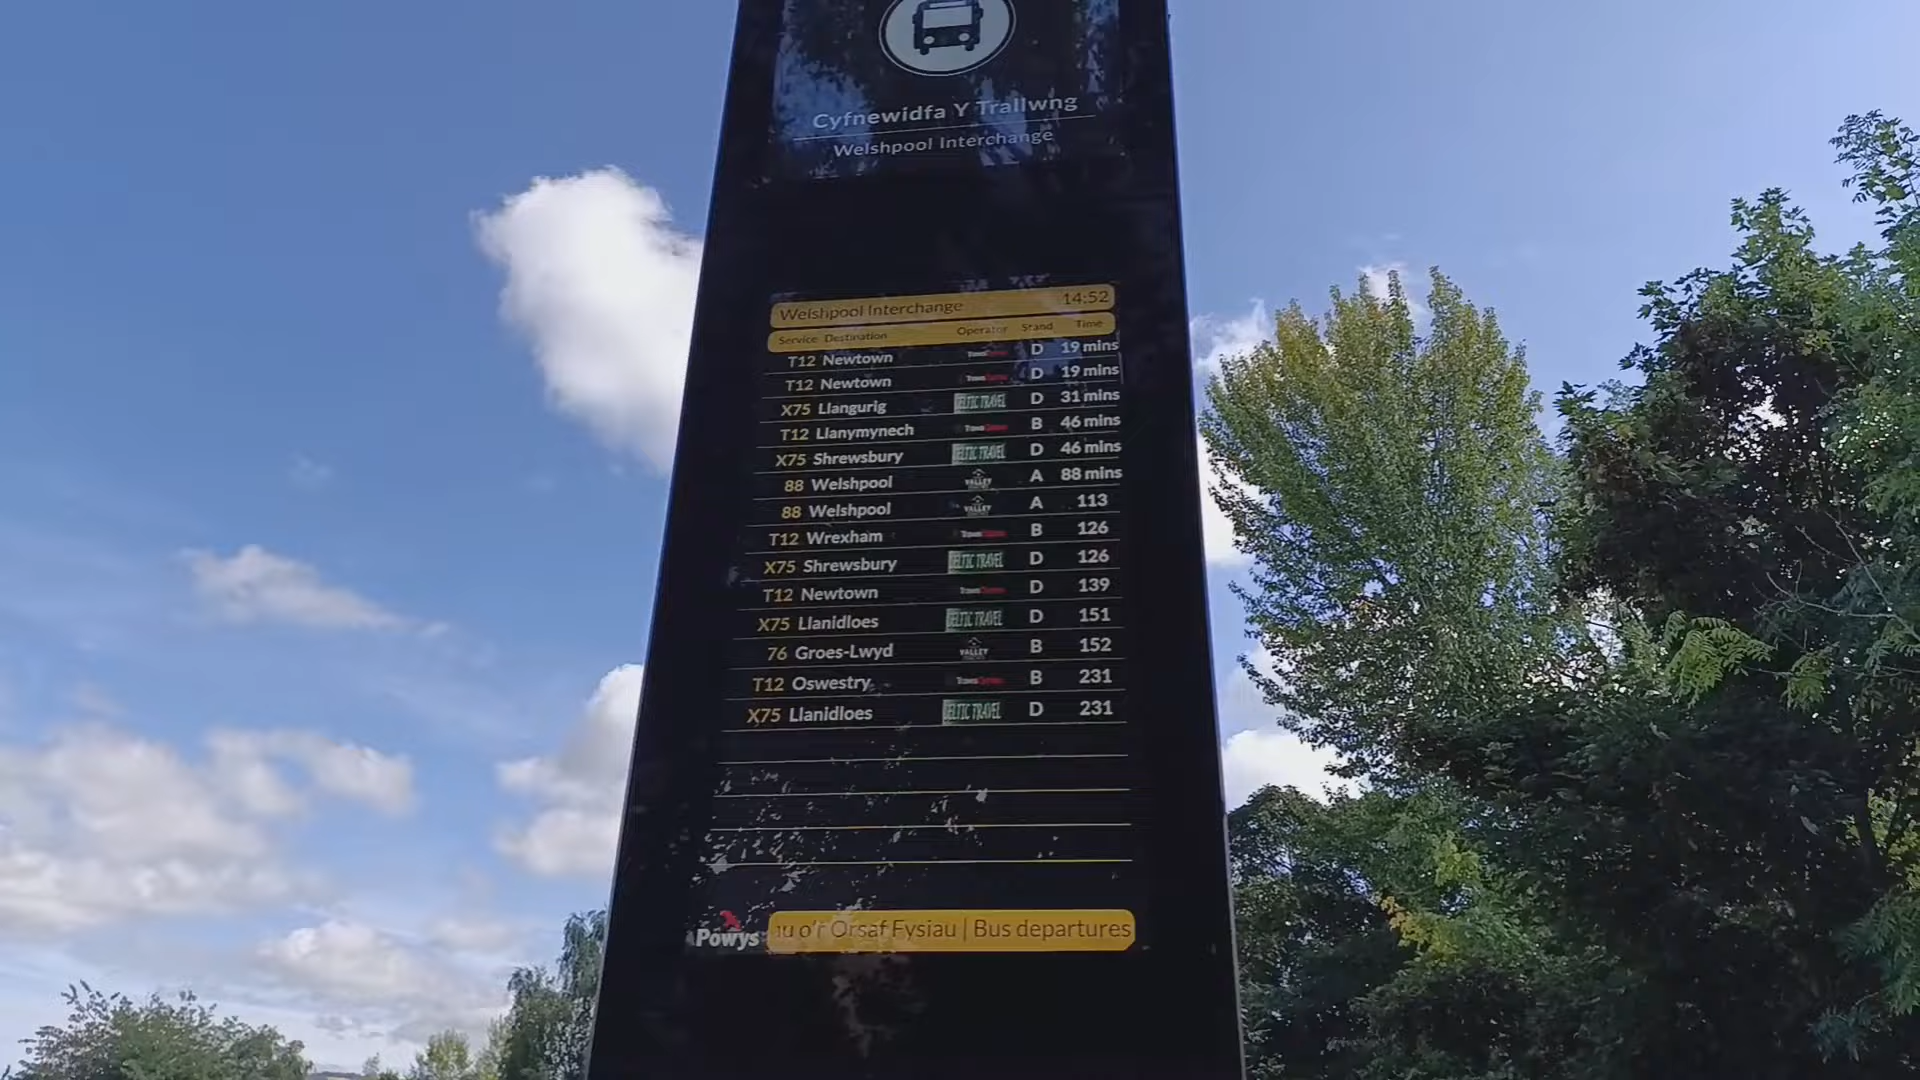 Cyfnewidfa Y Trallwng
Welshpool Interchange
Welshpool Interchange 14:52
Service Destination Operator Stand Time
T12 Newtown D 19 mins
T12 Newtown D 19 mins
X75 Llangurig CELTIC TRAVEL D 31 mins
T12 Llanymynech B 46 mins
X75 Shrewsbury CELTIC TRAVEL D 46 mins
88 Welshpool VALLEY A 88 mins
88 Welshpool VALLEY A 113
T12 Wrexham B 126
X75 Shrewsbury CELTIC TRAVEL D 126
T12 Newtown D 139
X75 Llanidloes CELTIC TRAVEL D 151
76 Groes-Lwyd VALLEY B 152
T12 Oswestry B 231
X75 Llanidloes CELTIC TRAVEL D 231
Powys au o'r Orsaf Fysiau | Bus departures